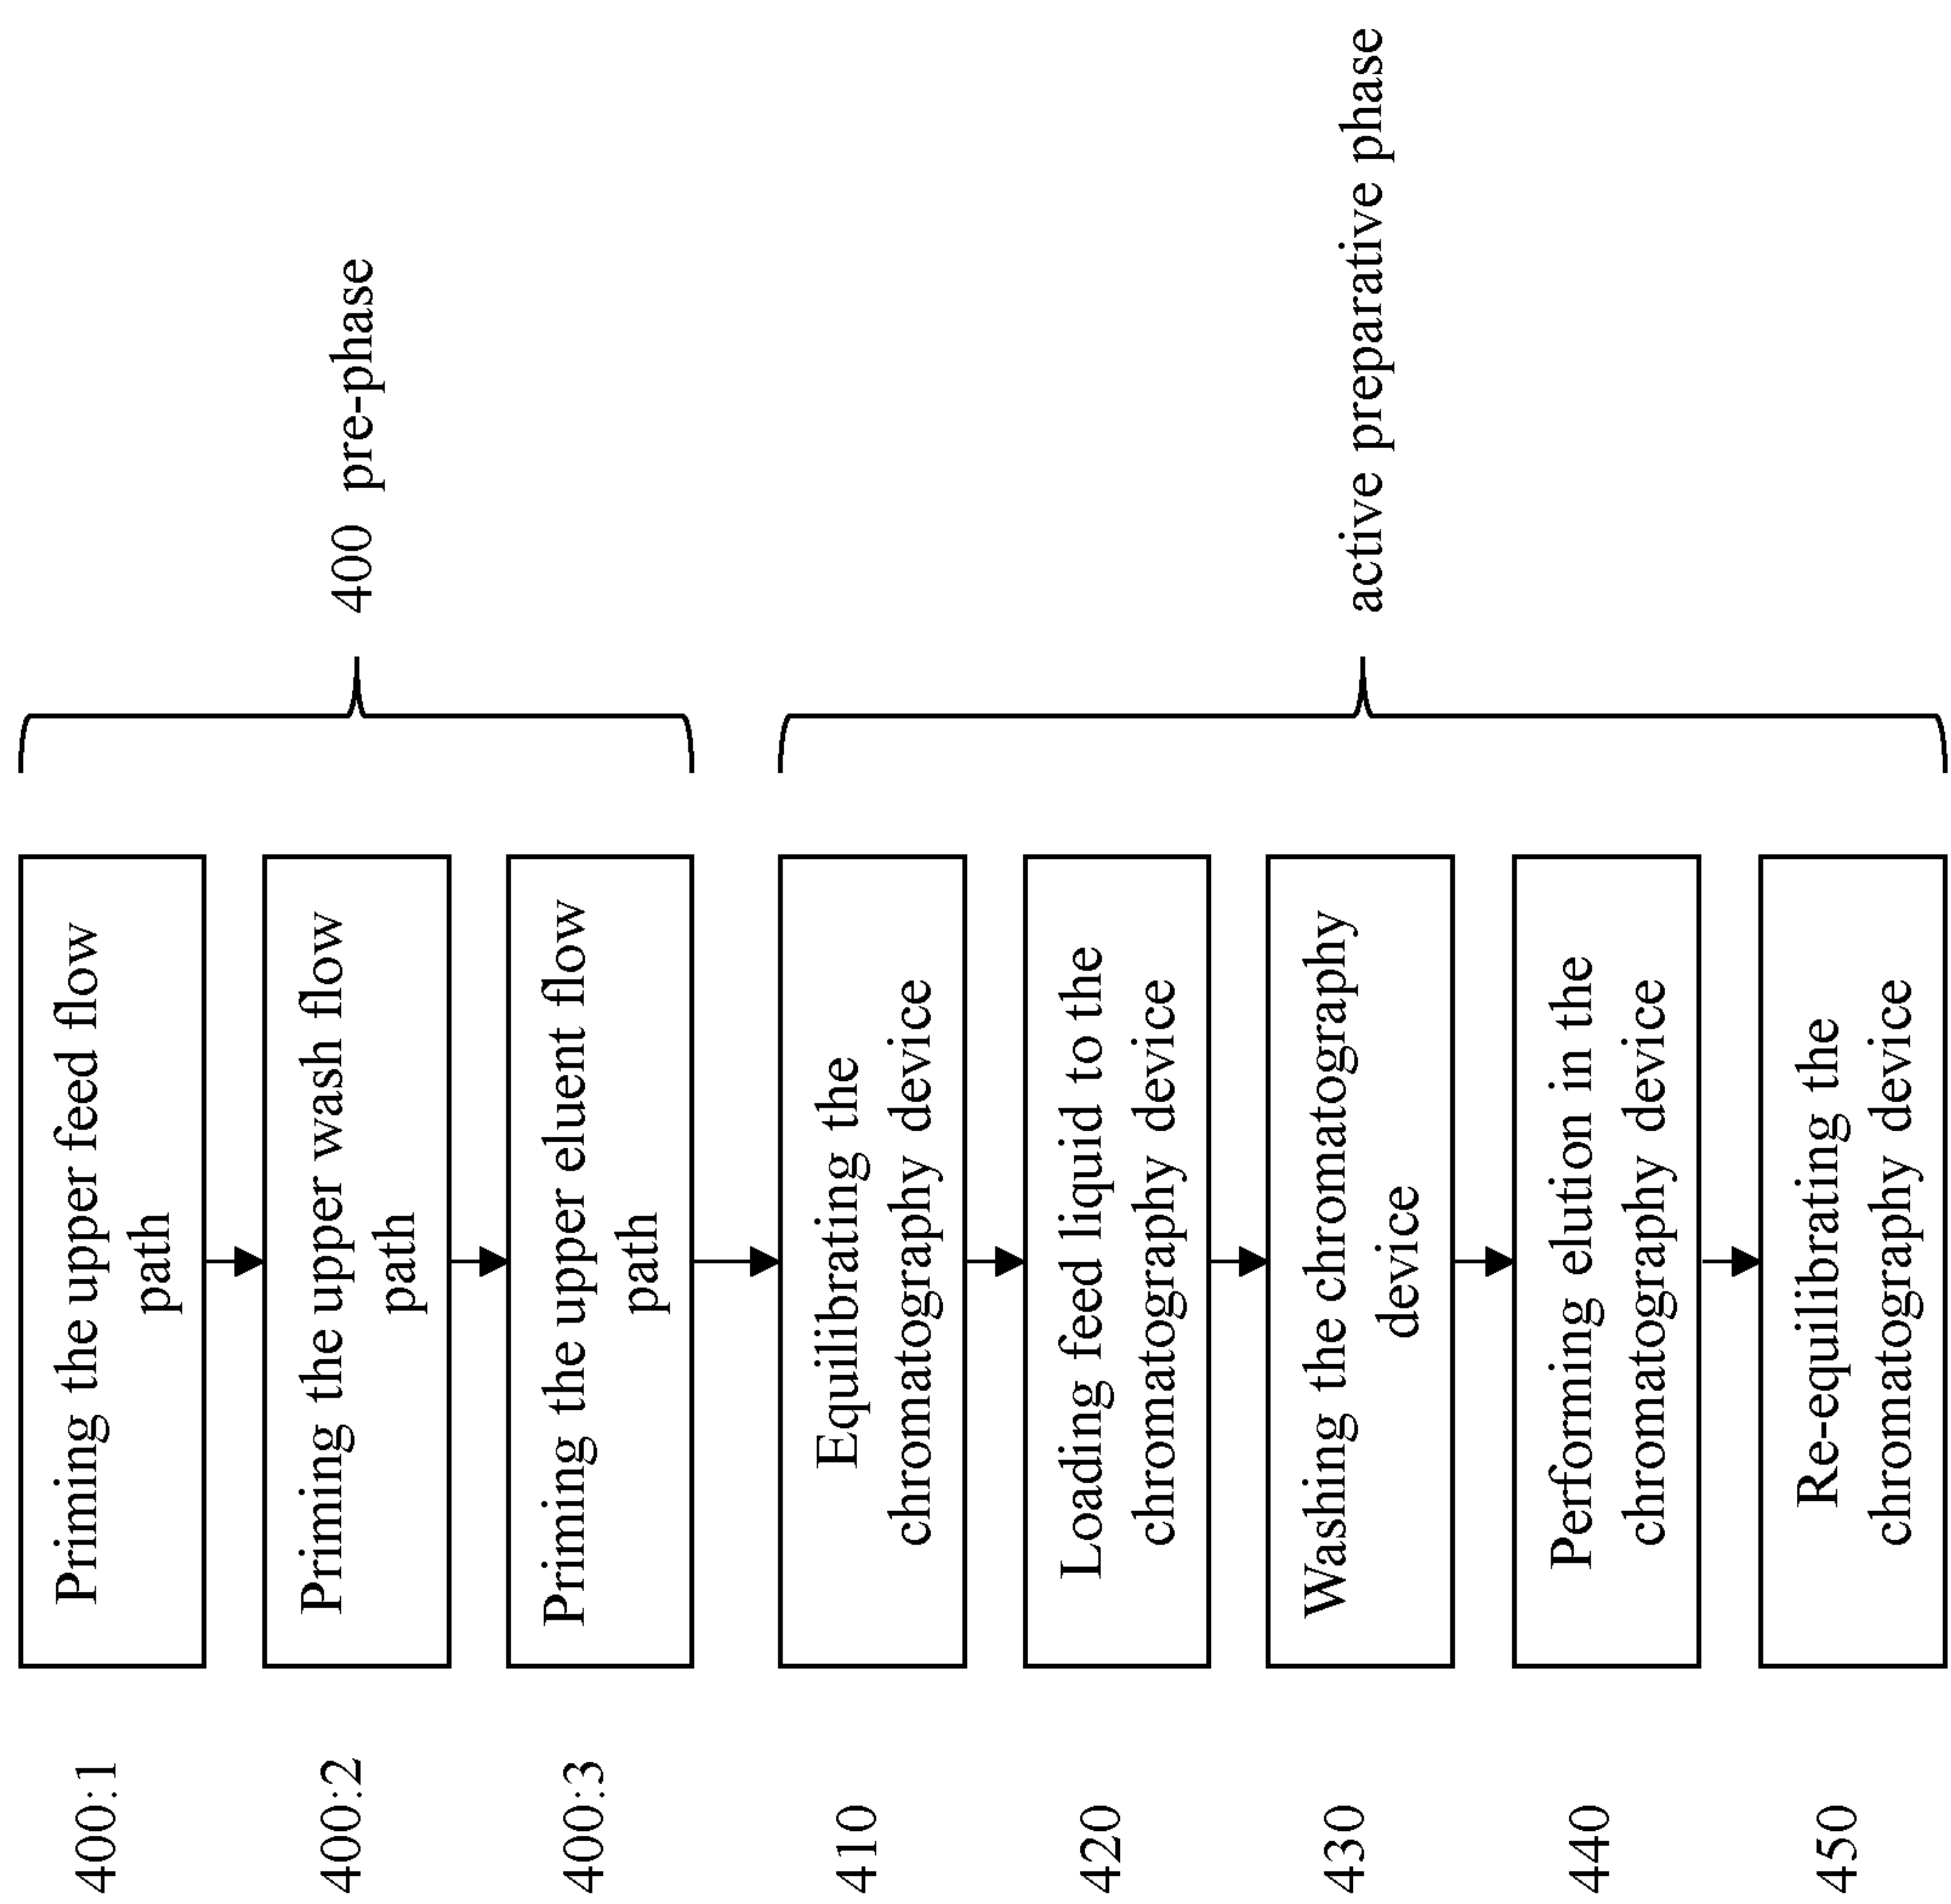 400:1
Priming the upper feed flow
path
400:2
Priming the upper wash flow
path
400:3
Priming the upper eluent flow
path
400 pre-phase
410
Equilibrating the
chromatography device
420
Loading feed liquid to the
chromatography device
430
Washing the chromatography
device
440
Performing elution in the
chromatography device
450
Re-equilibrating the
chromatography device
active preparative phase